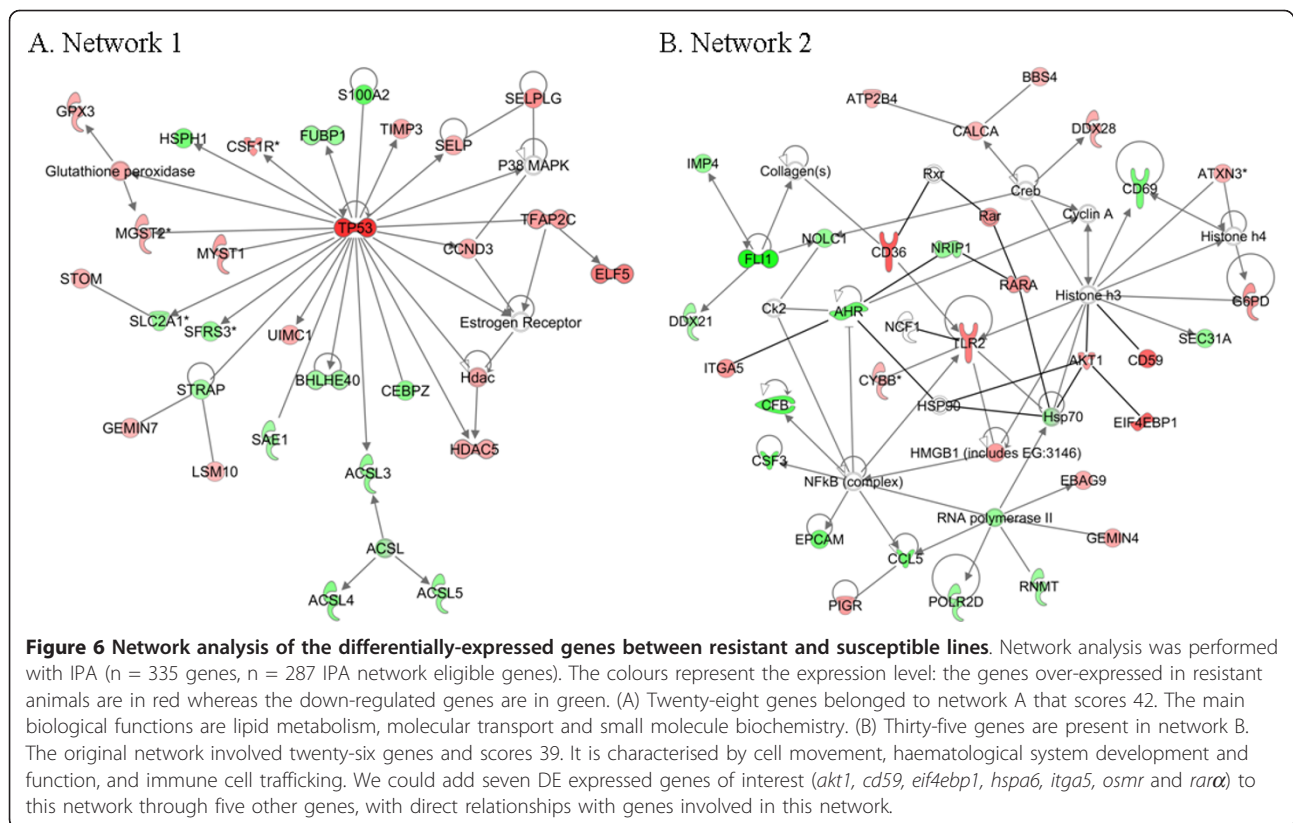 A. Network 1
S100A2
SELPLG
GPX3
HSPH1
CSF1R*
FUBP1
TIMP3
SELP
P38 MAPK
Glutathione peroxidase
TP53
TFAP2C
MGST2*
MYST1
CCND3
ELF5
STOM
SLC2A1*
SFRS3*
UIMC1
Estrogen Receptor
STRAP
BHLHE40
CEBPZ
Hdac
GEMIN7
SAE1
HDAC5
LSM10
ACSL3
ACSL
ACSL4
ACSL5
B. Network 2
BBS4
ATP2B4
CALCA
DDX28
IMP4
Collagen(s)
Rxr
Creb
CD69
ATXN3*
Rar
Cyclin A
NOLC1
CD36
NRIP1
Histone h4
FLI1
RARA
Histone h3
G6PD
DDX21
Ck2
AHR
NCF1
TLR2
SEC31A
ITGA5
CYBB*
AKT1
CD59
CFB
HSP90
Hsp70
EIF4EBP1
CSF3
HMGB1 (includes EG:3146)
NFkB (complex)
EBAG9
RNA polymerase II
EPCAM
GEMIN4
CCL5
PIGR
POLR2D
RNMT
Figure 6 Network analysis of the differentially-expressed genes between resistant and susceptible lines. Network analysis was performed
with IPA (n = 335 genes, n = 287 IPA network eligible genes). The colours represent the expression level: the genes over-expressed in resistant
animals are in red whereas the down-regulated genes are in green. (A) Twenty-eight genes belonged to network A that scores 42. The main
biological functions are lipid metabolism, molecular transport and small molecule biochemistry. (B) Thirty-five genes are present in network B.
The original network involved twenty-six genes and scores 39. It is characterised by cell movement, haematological system development and
function, and immune cell trafficking. We could add seven DE expressed genes of interest (akt1, cd59, eif4ebp1, hspa6, itga5, osmr and rarα) to
this network through five other genes, with direct relationships with genes involved in this network.